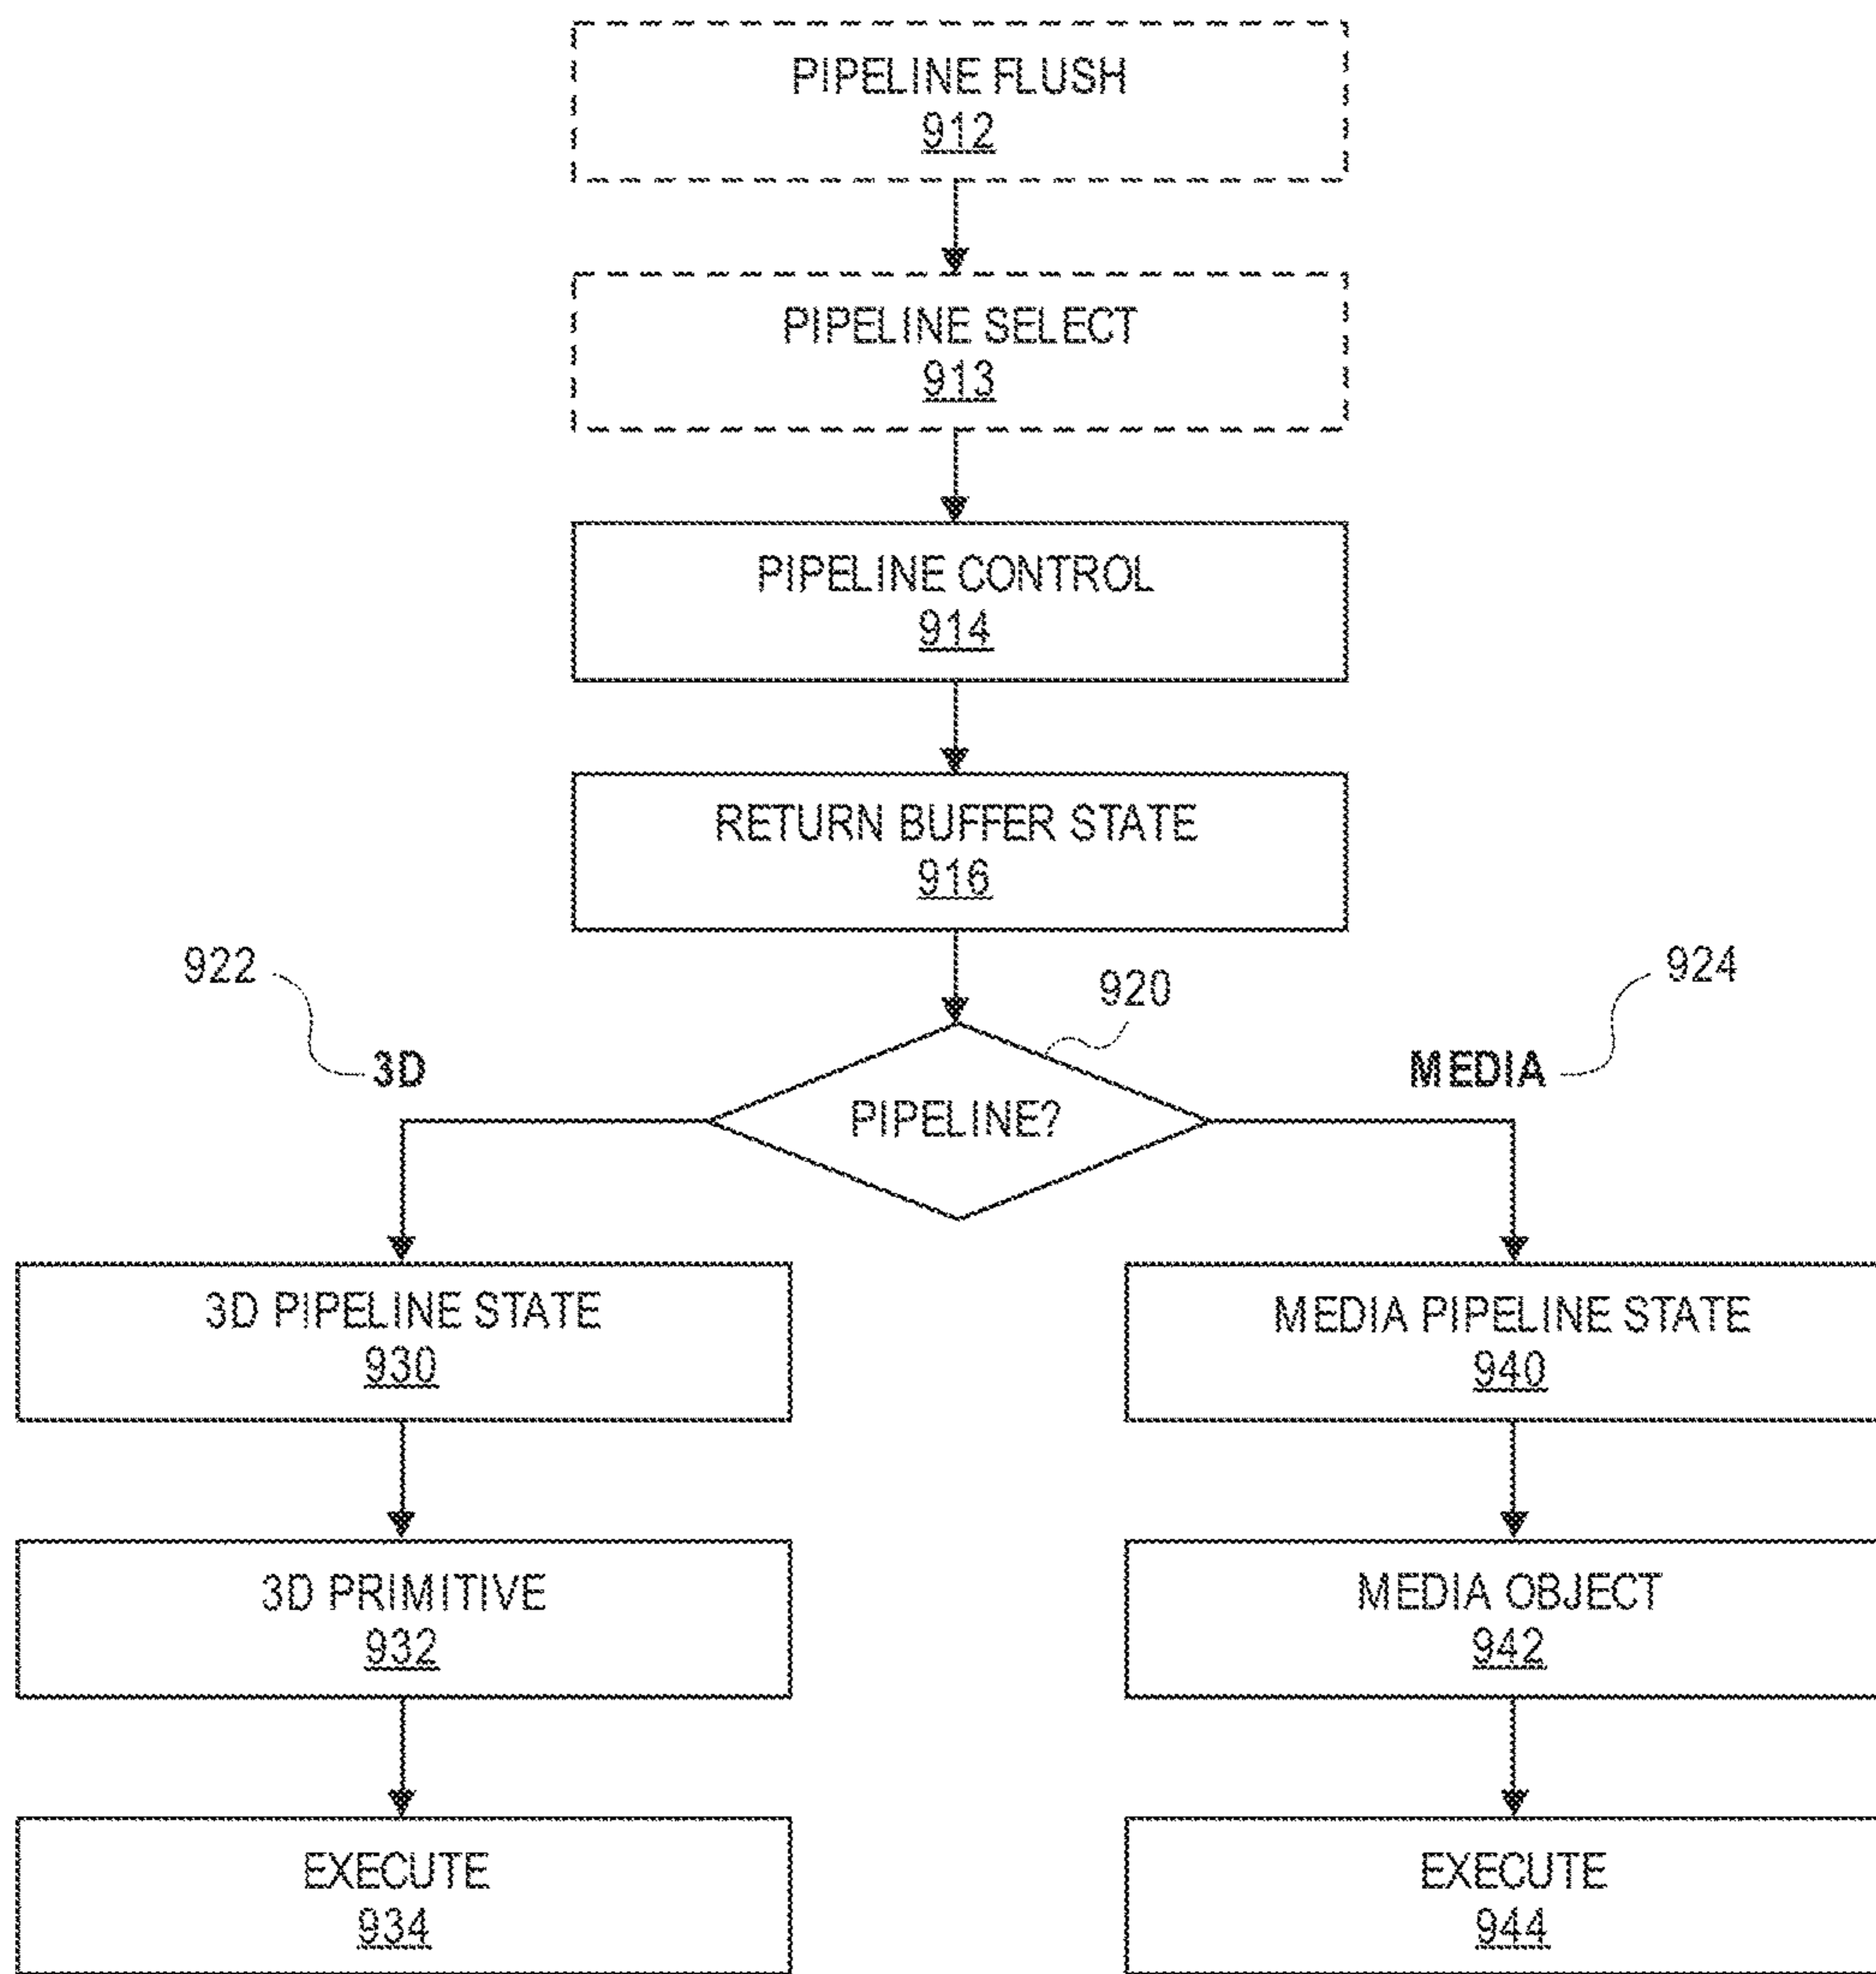 PIPELINE FLUSH
912
PIPELINE SELECT
913
PIPELINE CONTROL
914
RETURN BUFFER STATE
916
922
920
924
3D
MEDIA
PIPELINE?
3D PIPELINE STATE
930
MEDIA PIPELINE STATE
940
3D PRIMITIVE
932
MEDIA OBJECT
942
EXECUTE
934
EXECUTE
944